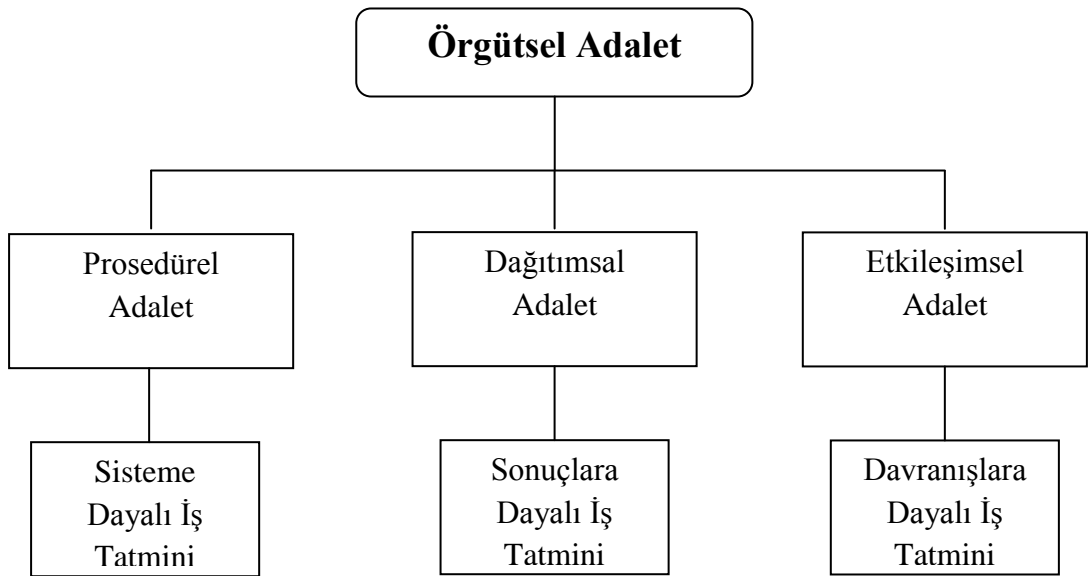 Örgütsel Adalet
Prosedürel
Adalet
Dağıtımsal
Adalet
Etkileşimsel
Adalet
Sisteme
Dayalı İş
Tatmini
Sonuçlara
Dayalı İş
Tatmini
Davranışlara
Dayalı İş
Tatmini